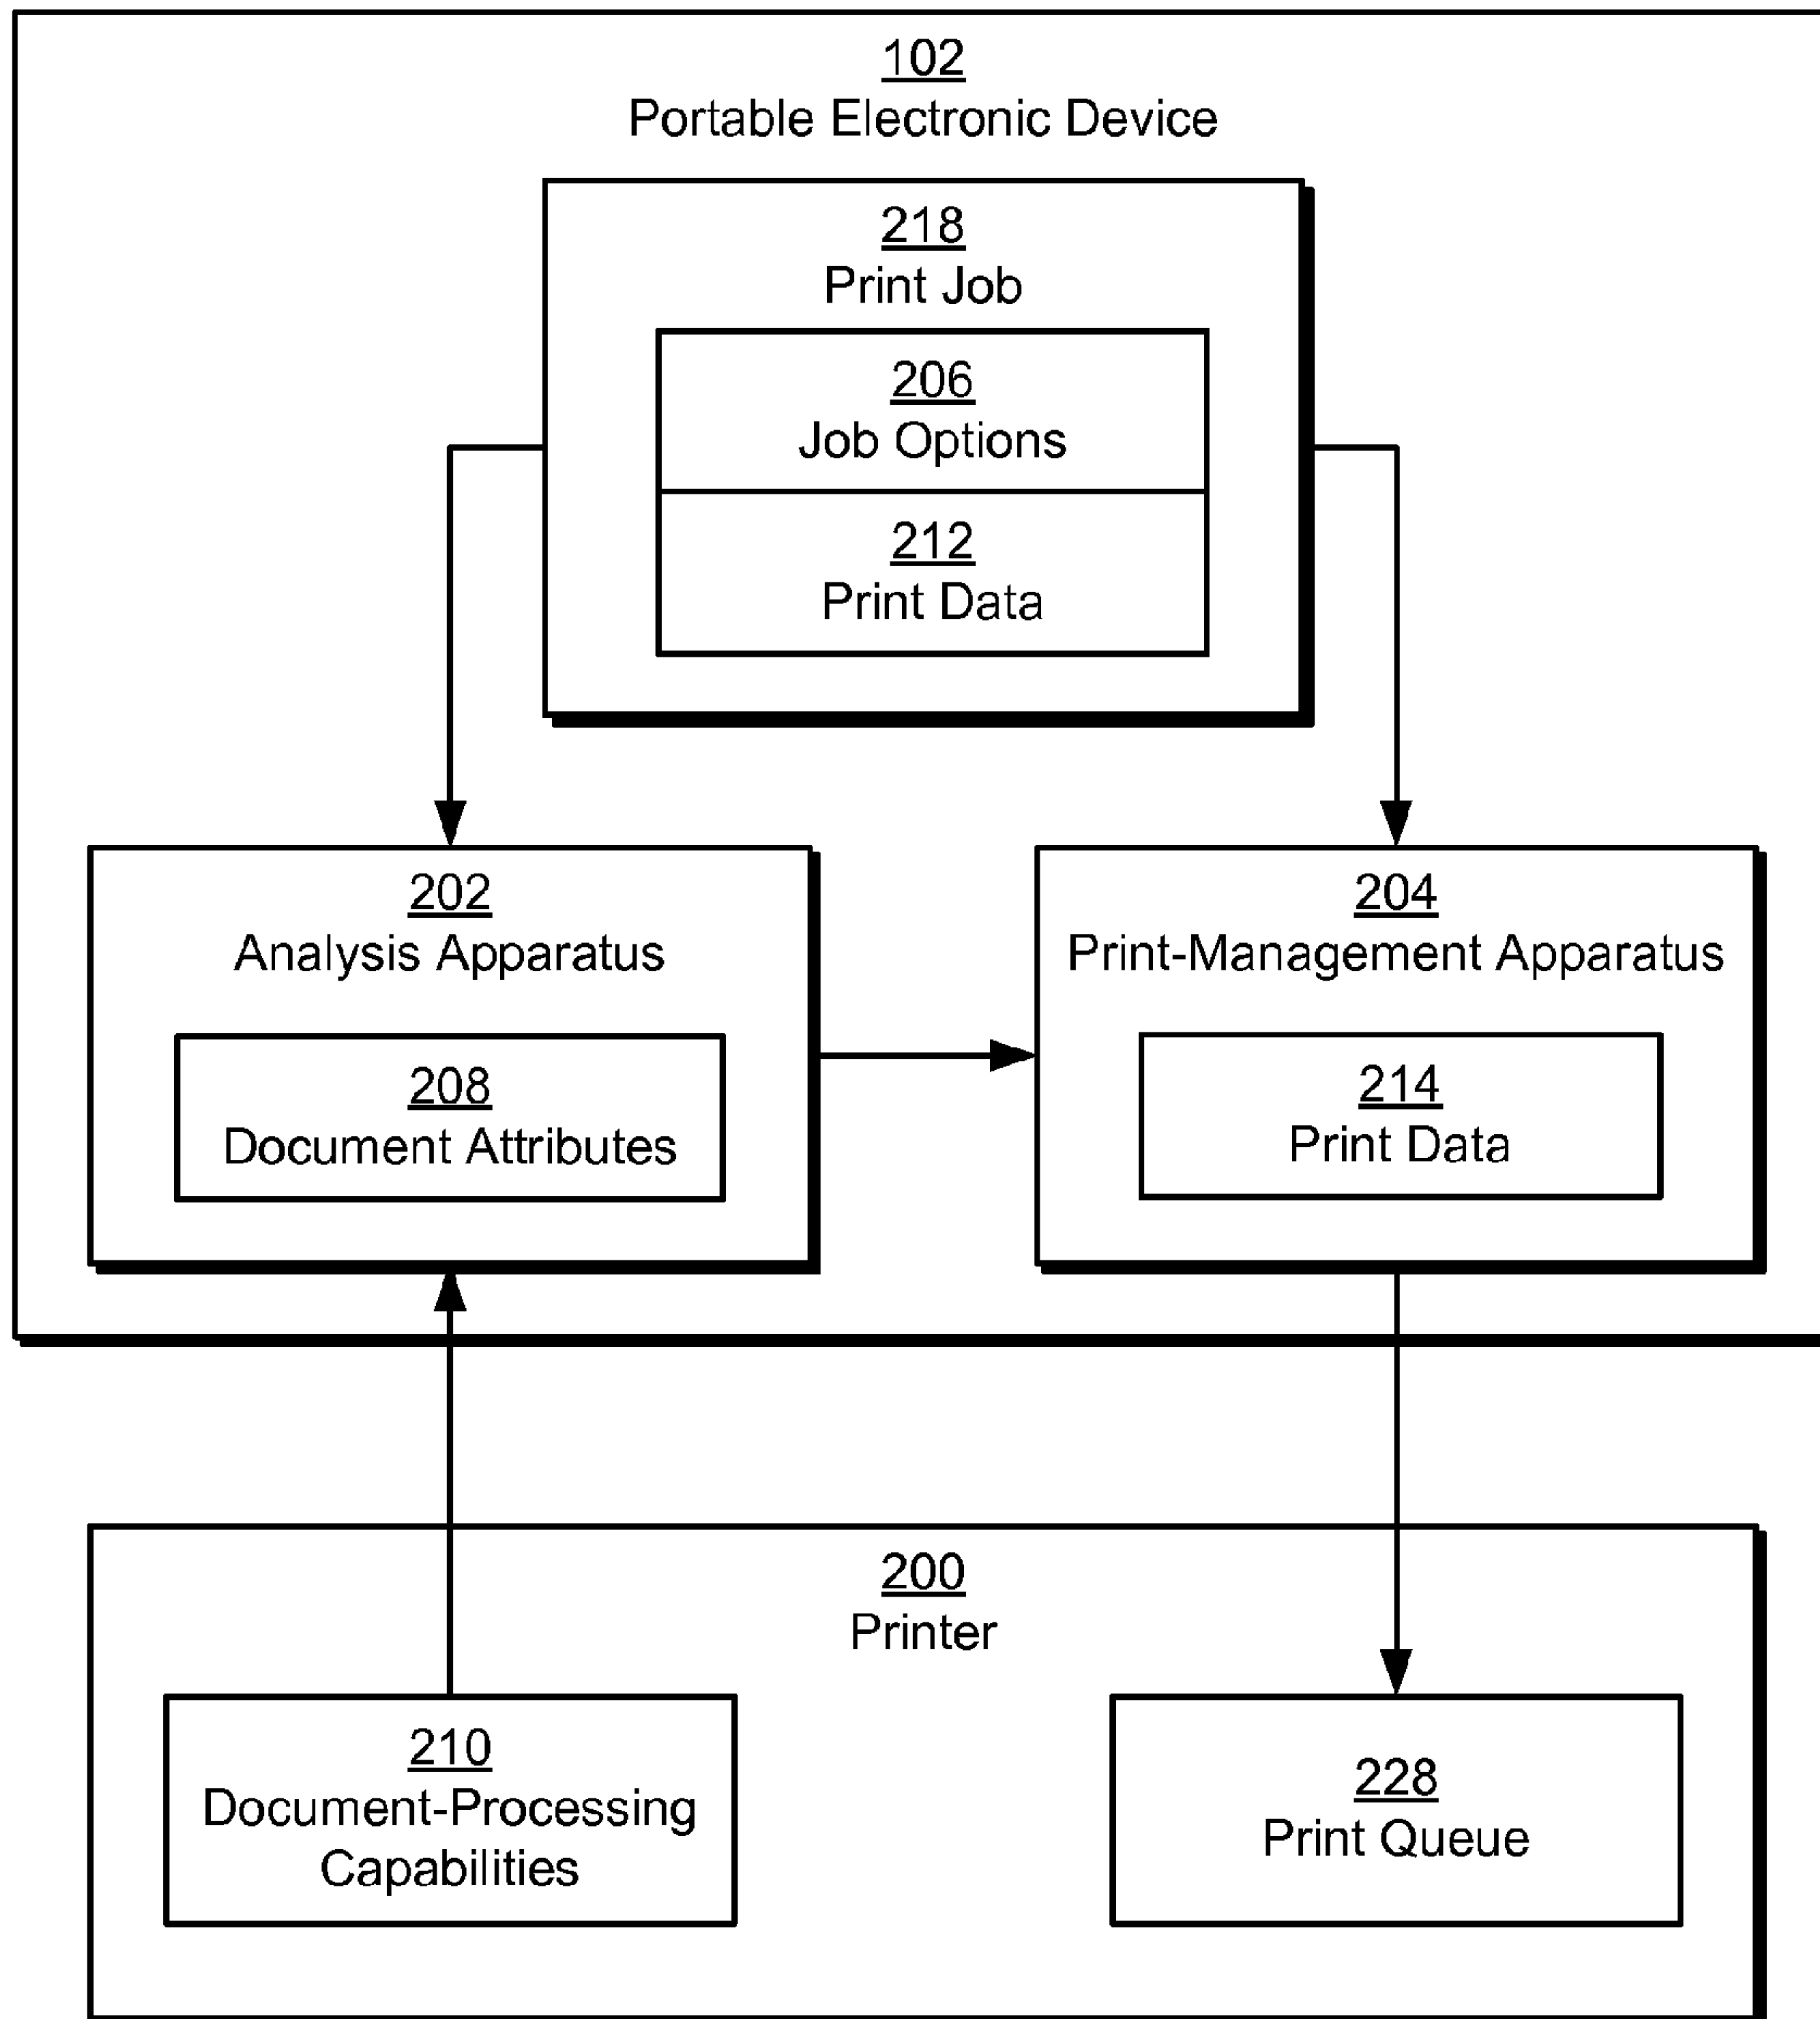 102
Portable Electronic Device
218
Print Job
206
Job Options
212
Print Data
202
Analysis Apparatus
208
Document Attributes
204
Print-Management Apparatus
214
Print Data
200
Printer
210
Document-Processing
Capabilities
228
Print Queue